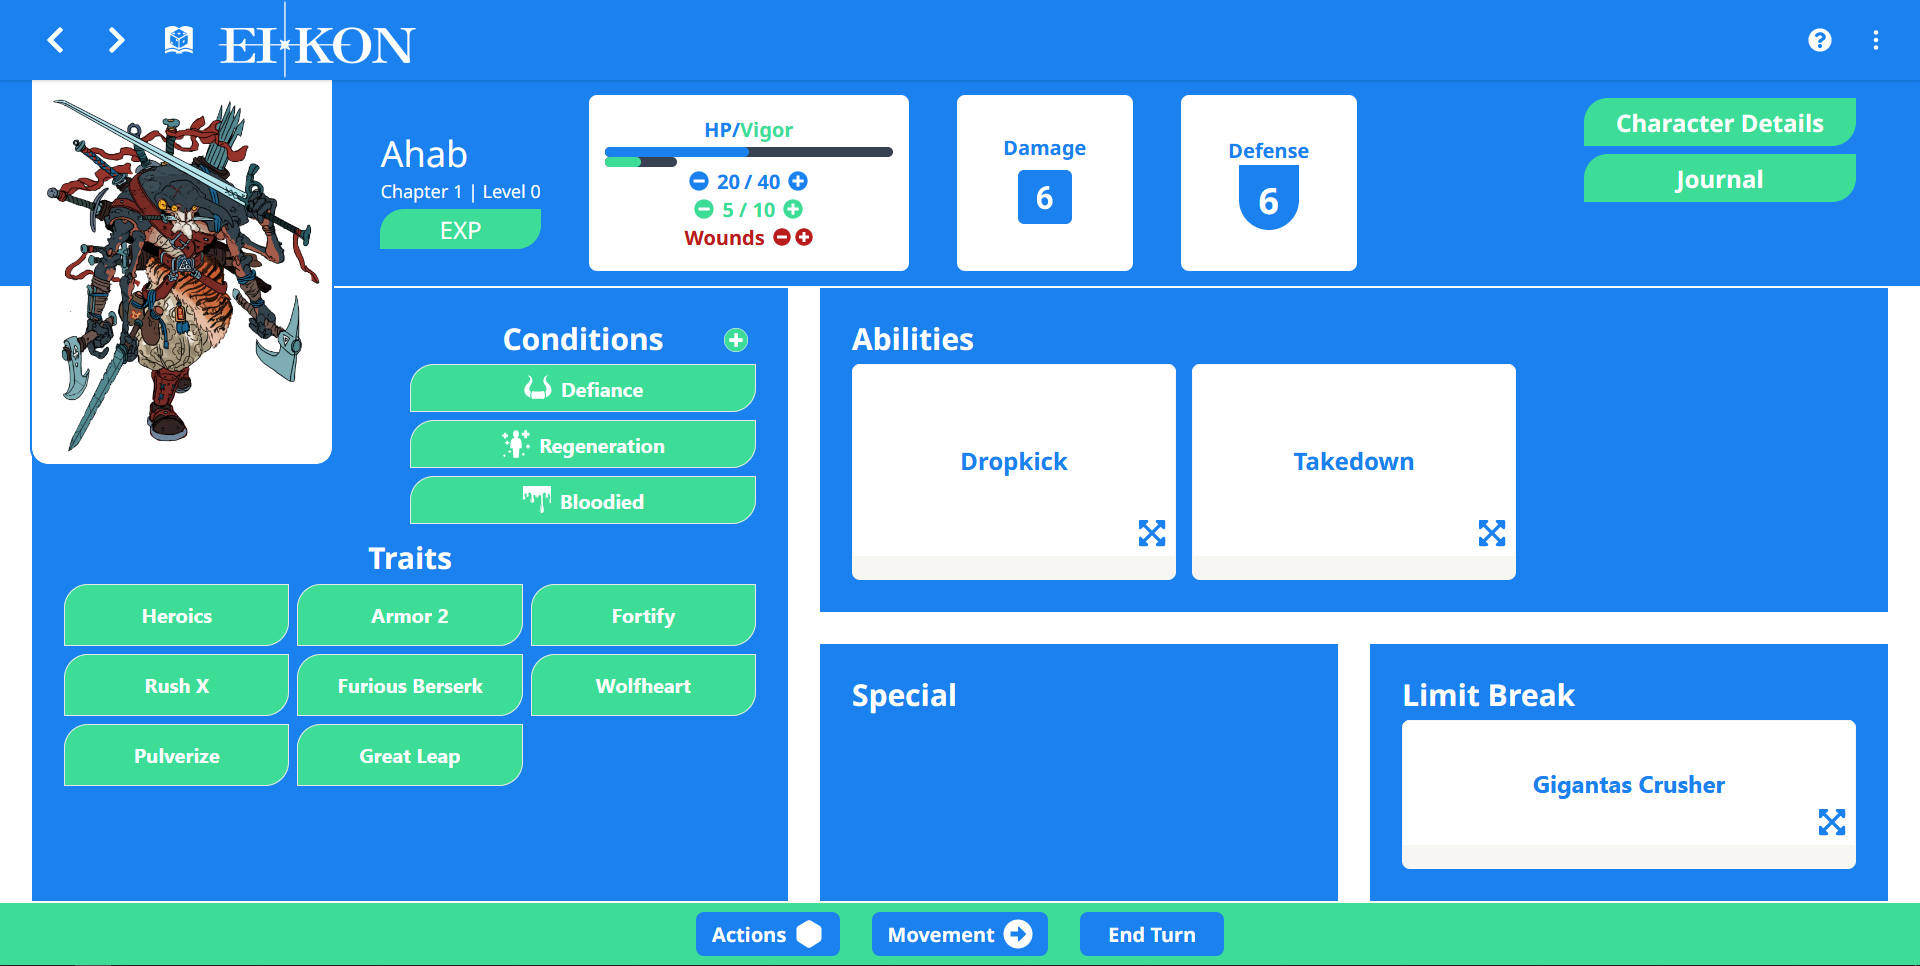 EI✦KON
Ahab
Chapter 1 | Level 0
EXP
HP/Vigor
20 / 40
5 / 10
Wounds
Damage
6
Defense
6
Character Details
Journal
Conditions
Defiance
Regeneration
Bloodied
Traits
Heroics
Armor 2
Fortify
Rush X
Furious Berserk
Wolfheart
Pulverize
Great Leap
Abilities
Dropkick
Takedown
Special
Limit Break
Gigantas Crusher
Actions
Movement
End Turn